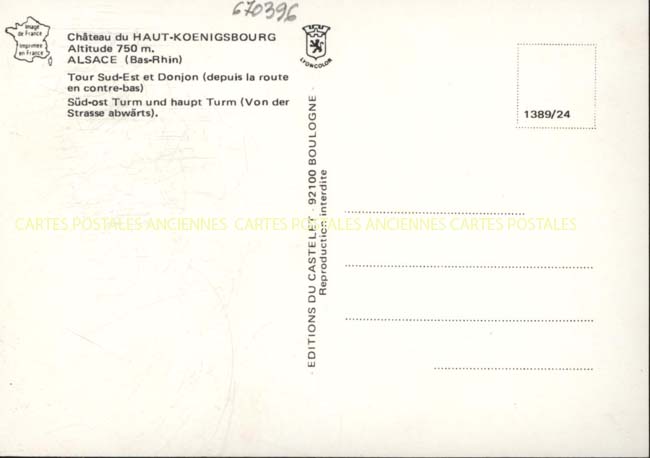 670396
Image
de France
Imprimée
en France
Château du HAUT-KOENIGSBOURG
Altitude 750 m.
ALSACE (Bas-Rhin)
Tour Sud-Est et Donjon (depuis la route
en contre-bas)
Süd-ost Turm und haupt Turm (Von der
Strasse abwärts).
LYONCOLOR
- EDITIONS DU CASTELET - 92100 BOULOGNE -
Reproduction interdite
1389/24
CARTES POSTALES ANCIENNES CARTES POSTALES ANCIENNES CARTES POSTALES